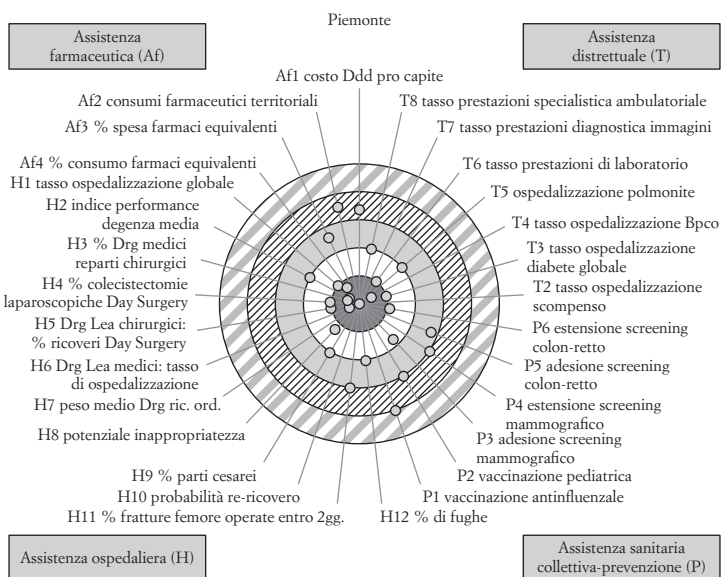 Piemonte
Assistenza
farmaceutica (Af)
Assistenza
distrettuale (T)
Af1 costo Ddd pro capite
Af2 consumi farmaceutici territoriali
Af3 % spesa farmaci equivalenti
Af4 % consumo farmaci equivalenti
H1 tasso ospedalizzazione globale
H2 indice performance
degenza media
H3 % Drg medici
reparti chirurgici
H4 % colecistectomie
laparoscopiche Day Surgery
H5 Drg Lea chirurgici:
% ricoveri Day Surgery
H6 Drg Lea medici: tasso
di ospedalizzazione
H7 peso medio Drg ric. ord.
H8 potenziale inappropriatezza
H9 % parti cesarei
H10 probabilità re-ricovero
H11 % fratture femore operate entro 2gg.
T8 tasso prestazioni specialistica ambulatoriale
T7 tasso prestazioni diagnostica immagini
T6 tasso prestazioni di laboratorio
T5 ospedalizzazione polmonite
T4 tasso ospedalizzazione Bpco
T3 tasso ospedalizzazione
diabete globale
T2 tasso ospedalizzazione
scompenso
P6 estensione screening
colon-retto
P5 adesione screening
colon-retto
P4 estensione screening
mammografico
P3 adesione screening
mammografico
P2 vaccinazione pediatrica
P1 vaccinazione antinfluenzale
H12 % di fughe
Assistenza ospedaliera (H)
Assistenza sanitaria
collettiva-prevenzione (P)